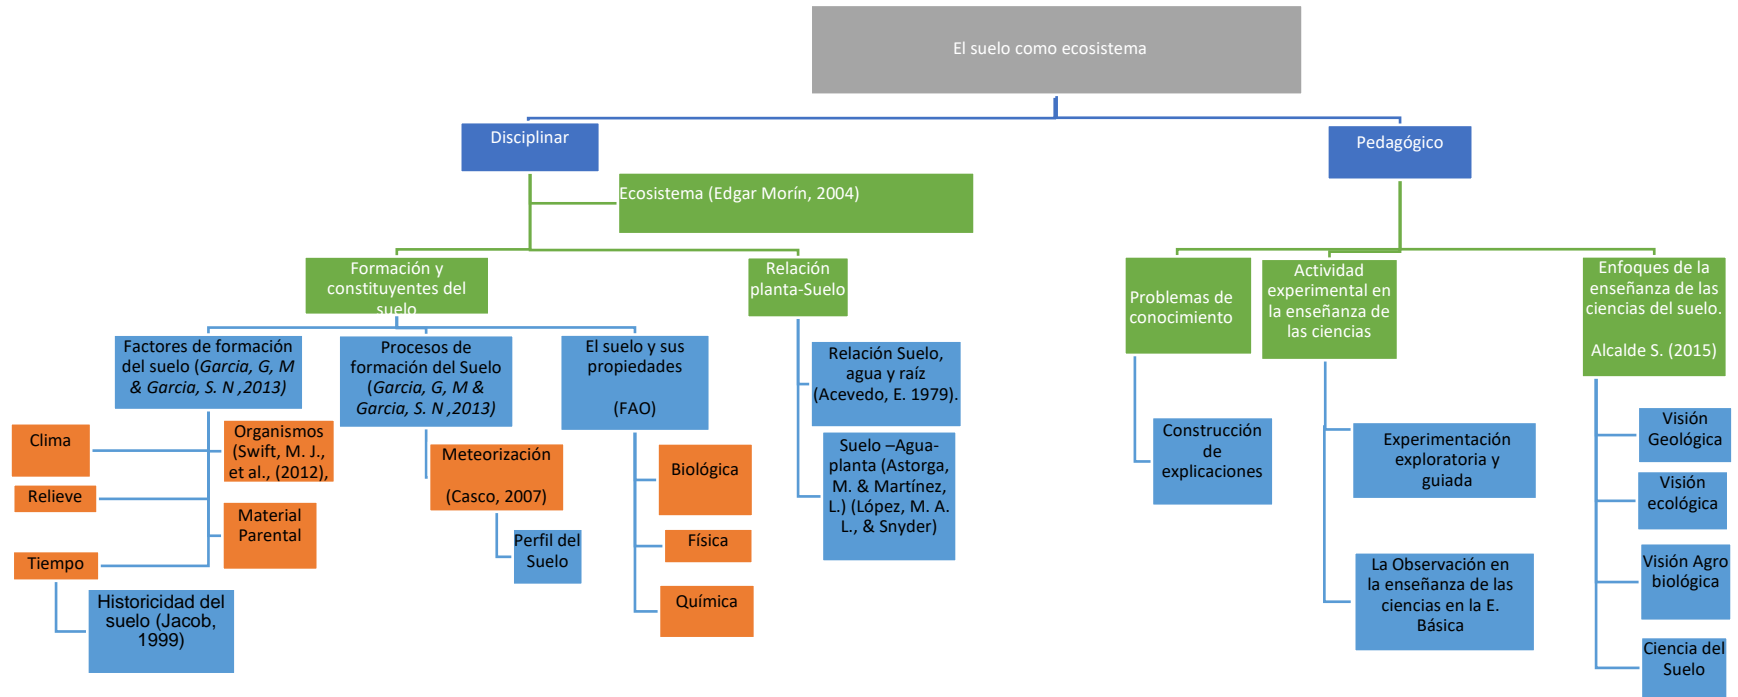 El suelo como ecosistema
Disciplinar
Pedagógico
Ecosistema (Edgar Morín, 2004)
Formación y
constituyentes del
suelo
Relación
planta-Suelo
Problemas de
conocimiento
Actividad
experimental en
la enseñanza de
las ciencias
Enfoques de la
enseñanza de las
ciencias del suelo.
Alcalde S. (2015)
Factores de formación
del suelo (Garcia, G, M
& Garcia, S. N ,2013)
Procesos de
formación del Suelo
(Garcia, G, M &
Garcia, S. N ,2013)
El suelo y sus
propiedades
(FAO)
Relación Suelo,
agua y raíz
(Acevedo, E. 1979).
Suelo –Agua-
planta (Astorga,
M. & Martínez,
L.) (López, M. A.
L., & Snyder)
Clima
Organismos
(Swift, M. J.,
et al., (2012),
Relieve
Material
Parental
Tiempo
Historicidad del
suelo (Jacob,
1999)
Meteorización
(Casco, 2007)
Perfil del
Suelo
Biológica
Física
Química
Construcción
de
explicaciones
Experimentación
exploratoria y
guiada
La Observación en
la enseñanza de las
ciencias en la E.
Básica
Visión
Geológica
Visión
ecológica
Visión Agro
biológica
Ciencia del
Suelo